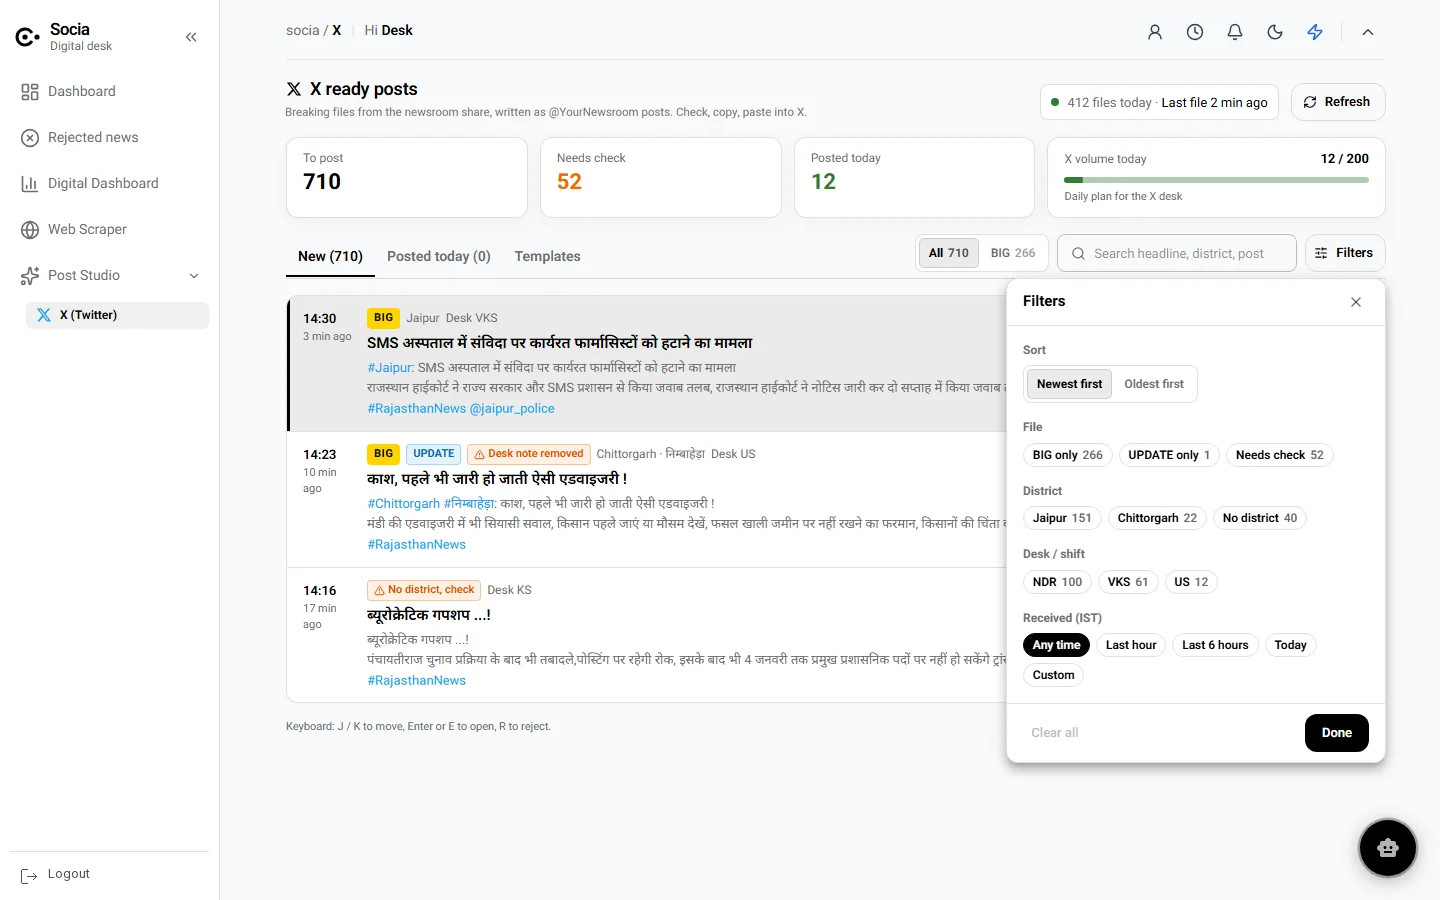 Socia
Digital desk
Dashboard
Rejected news
Digital Dashboard
Web Scraper
Post Studio
X (Twitter)
Logout
socia / X | Hi Desk
X ready posts
Breaking files from the newsroom share, written as @YourNewsroom posts. Check, copy, paste into X.
412 files today · Last file 2 min ago
Refresh
To post
710
Needs check
52
Posted today
12
X volume today 12 / 200
Daily plan for the X desk
New (710) Posted today (0) Templates
All 710 BIG 266
Search headline, district, post
Filters
14:30
3 min ago
BIG Jaipur Desk VKS
SMS अस्पताल में संविदा पर कार्यरत फार्मासिस्टों को हटाने का मामला
#Jaipur: SMS अस्पताल में संविदा पर कार्यरत फार्मासिस्टों को हटाने का मामला
राजस्थान हाईकोर्ट ने राज्य सरकार और SMS प्रशासन से किया जवाब तलब, राजस्थान हाईकोर्ट ने नोटिस जारी कर दो सप्ताह में किया जवाब
#RajasthanNews @jaipur_police
14:23
10 min
ago
BIG UPDATE Desk note removed Chittorgarh · निम्बाहेड़ा Desk US
काश, पहले भी जारी हो जाती ऐसी एडवाइजरी !
#Chittorgarh #निम्बाहेड़ा: काश, पहले भी जारी हो जाती ऐसी एडवाइजरी !
मंडी की एडवाइजरी में भी सियासी सवाल, किसान पहले जाएं या मौसम देखें, फसल खाली जमीन पर नहीं रखने का फरमान, किसानों की चिंता
#RajasthanNews
14:16
17 min
ago
No district, check Desk KS
ब्यूरोक्रेटिक गपशप ...!
ब्यूरोक्रेटिक गपशप ...!
पंचायतीराज चुनाव प्रक्रिया के बाद भी तबादले,पोस्टिंग पर रहेगी रोक, इसके बाद भी 4 जनवरी तक प्रमुख प्रशासनिक पदों पर नहीं हो सकेंगे
#RajasthanNews
Keyboard: J / K to move, Enter or E to open, R to reject.
Filters
Sort
Newest first Oldest first
File
BIG only 266 UPDATE only 1 Needs check 52
District
Jaipur 151 Chittorgarh 22 No district 40
Desk / shift
NDR 100 VKS 61 US 12
Received (IST)
Any time Last hour Last 6 hours Today
Custom
Clear all Done